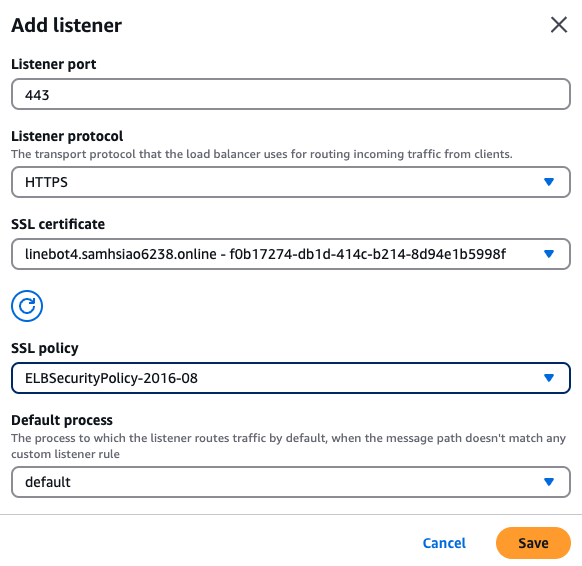 Add listener
Listener port
443
Listener protocol
The transport protocol that the load balancer uses for routing incoming traffic from clients.
HTTPS
SSL certificate
linebot4.samhsiao6238.online - f0b17274-db1d-414c-b214-8d94e1b5998f
SSL policy
ELBSecurityPolicy-2016-08
Default process
The process to which the listener routes traffic by default, when the message path doesn't match any
custom listener rule
default
Cancel
Save